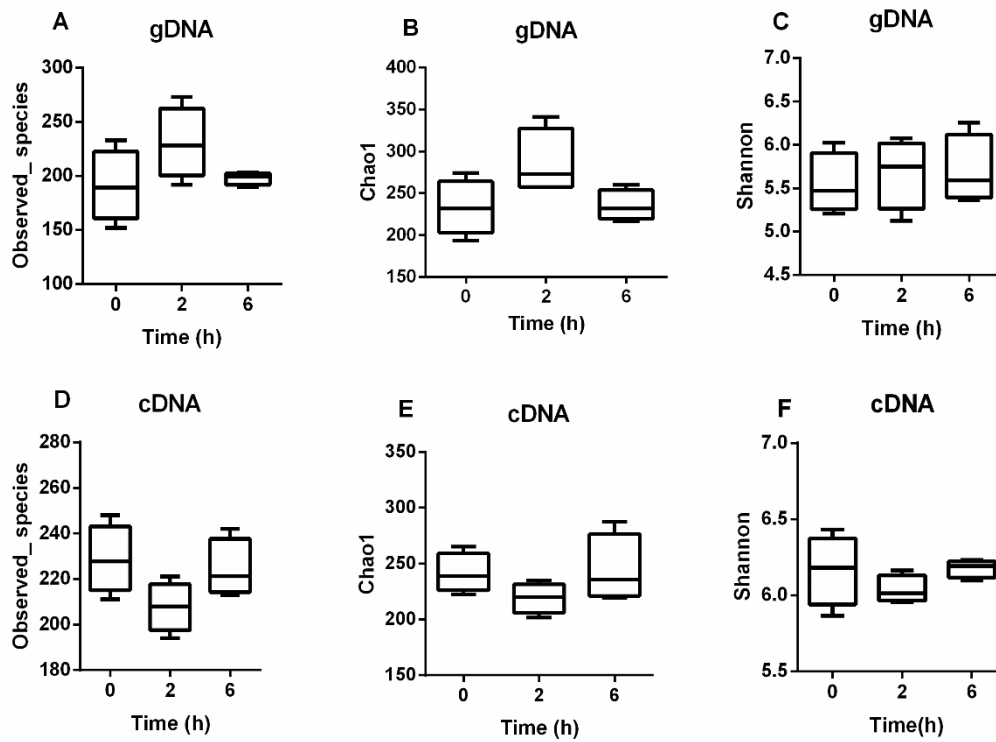 A
gDNA
Observed_ species
300
250
200
150
100
0 2 6
Time (h)
B
gDNA
Chao1
400
350
300
250
200
150
0 2 6
Time (h)
C
gDNA
Shannon
7.0
6.5
6.0
5.5
5.0
4.5
0 2 6
Time (h)
D
cDNA
Observed_ species
280
260
240
220
200
180
0 2 6
Time (h)
E
cDNA
Chao1
350
300
250
200
150
0 2 6
Time (h)
F
cDNA
Shannon
7.0
6.5
6.0
5.5
0 2 6
Time(h)